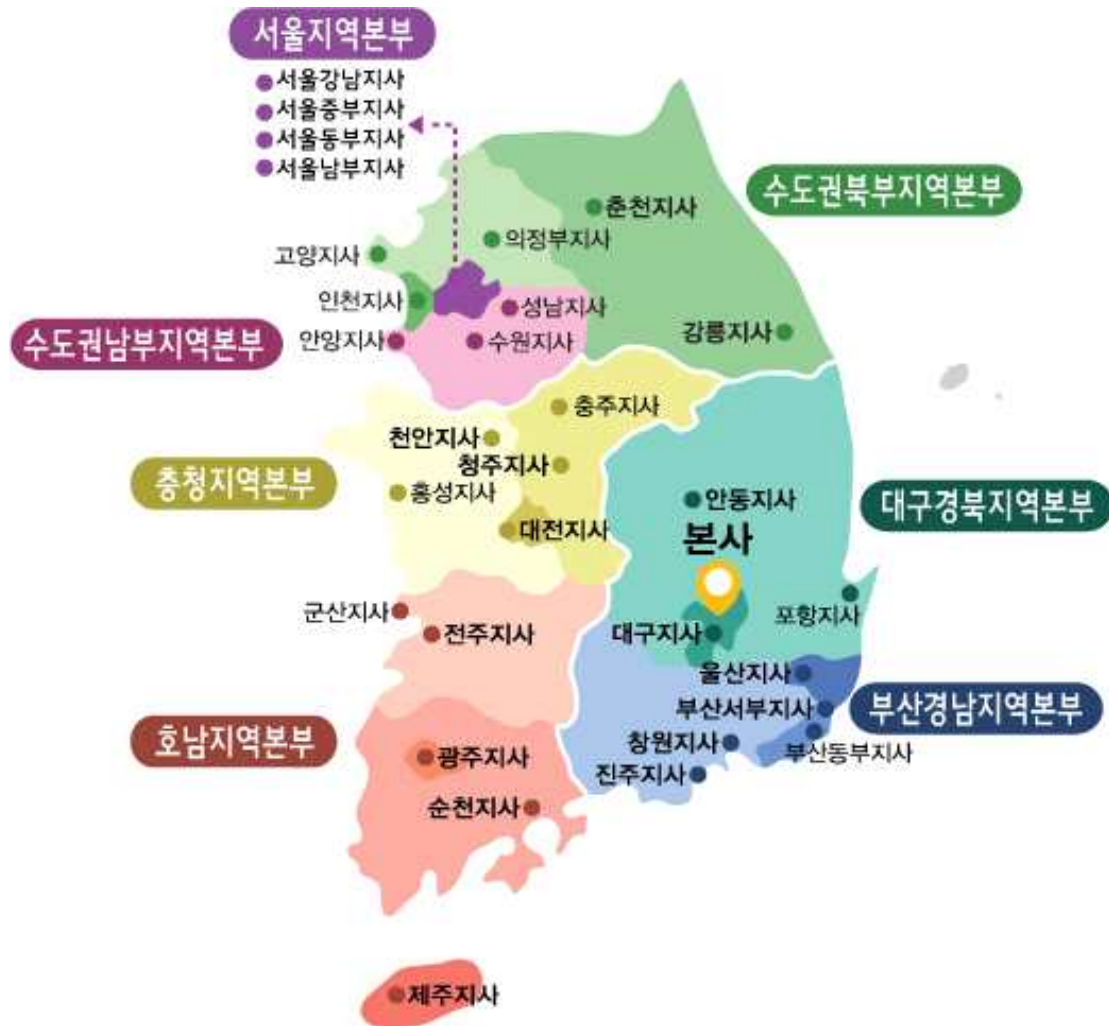 서울지역본부
서울강남지사
서울중부지사
서울동부지사
서울남부지사
수도권북부지역본부
춘천지사
의정부지사
고양지사
인천지사
성남지사
강릉지사
수도권남부지역본부
안양지사
수원지사
충주지사
천안지사
청주지사
충청지역본부
홍성지사
대전지사
안동지사
대구경북지역본부
본사
포항지사
군산지사
전주지사
대구지사
울산지사
부산서부지사
부산경남지역본부
호남지역본부
창원지사
부산동부지사
광주지사
진주지사
순천지사
제주지사